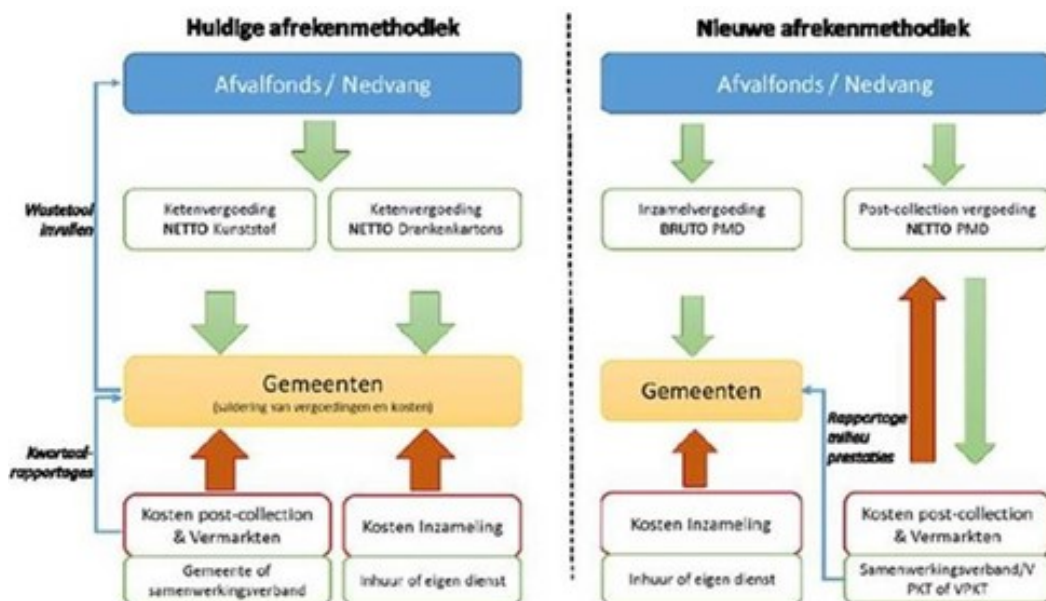 Huidige afrekenmethodiek
Afvalfonds / Nedvang
Ketenvergoeding
NETTO Kunststof
Ketenvergoeding
NETTO Drankenkartons
Wastetool
invullen
Gemeenten
(saldering van vergoedingen en kosten)
Kwartaal-
rapportages
Kosten post-collection
& Vermarkten
Kosten Inzameling
Gemeente of
samenwerkingsverband
Inhuur of eigen dienst
Nieuwe afrekenmethodiek
Afvalfonds / Nedvang
Inzamelvergoeding
BRUTO PMD
Post-collection vergoeding
NETTO PMD
Gemeenten
Rapportage
milieu
prestaties
Kosten Inzameling
Kosten post-collection
& Vermarkten
Inhuur of eigen dienst
Samenwerkingsverband/V
PKT of VPKT